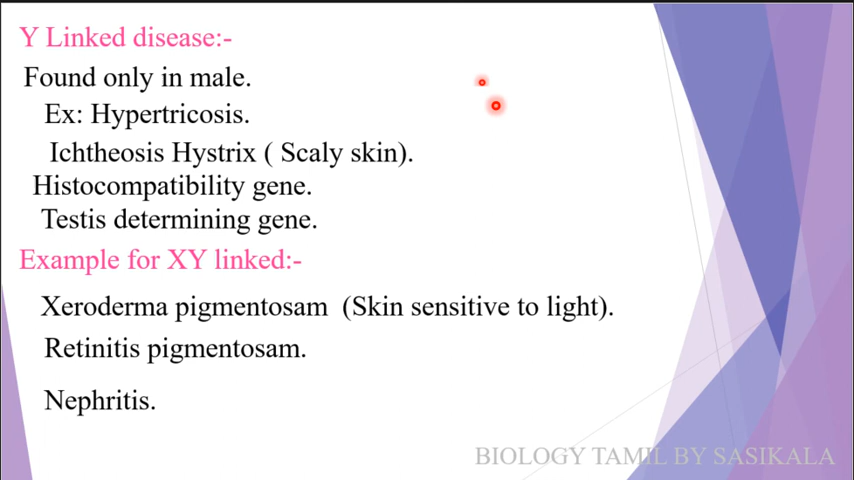 Y Linked disease:-
Found only in male.
Ex: Hypertricosis.
Ichtheosis Hystrix ( Scaly skin).
Histocompatibility gene.
Testis determining gene.
Example for XY linked:-
Xeroderma pigmentosam (Skin sensitive to light).
Retinitis pigmentosam.
Nephritis.
BIOLOGY TAMIL BY SASIKALA